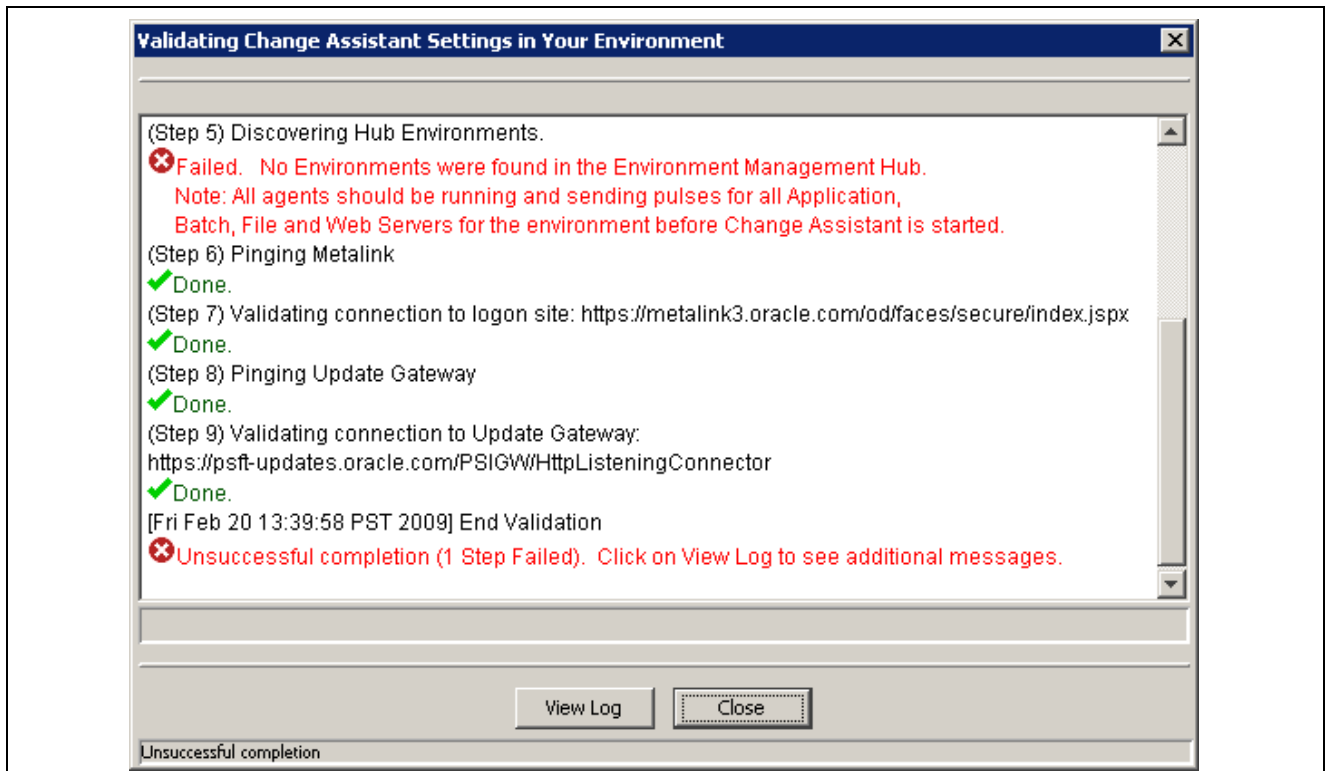 Validating Change Assistant Settings in Your Environment
(Step 5) Discovering Hub Environments.
Failed. No Environments were found in the Environment Management Hub.
Note: All agents should be running and sending pulses for all Application,
Batch, File and Web Servers for the environment before Change Assistant is started.
(Step 6) Pinging Metalink
Done.
(Step 7) Validating connection to logon site: https://metalink3.oracle.com/od/faces/secure/index.jspx
Done.
(Step 8) Pinging Update Gateway
Done.
(Step 9) Validating connection to Update Gateway:
https://psft-updates.oracle.com/PSIGW/HttpListeningConnector
Done.
[Fri Feb 20 13:39:58 PST 2009] End Validation
Unsuccessful completion (1 Step Failed). Click on View Log to see additional messages.
View Log Close
Unsuccessful completion